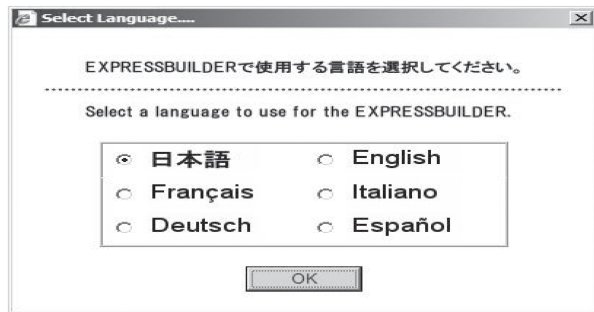 Select Language....
EXPRESSBUILDERで使用する言語を選択してください。
Select a language to use for the EXPRESSBUILDER.
日本語 English
Français Italiano
Deutsch Español
OK